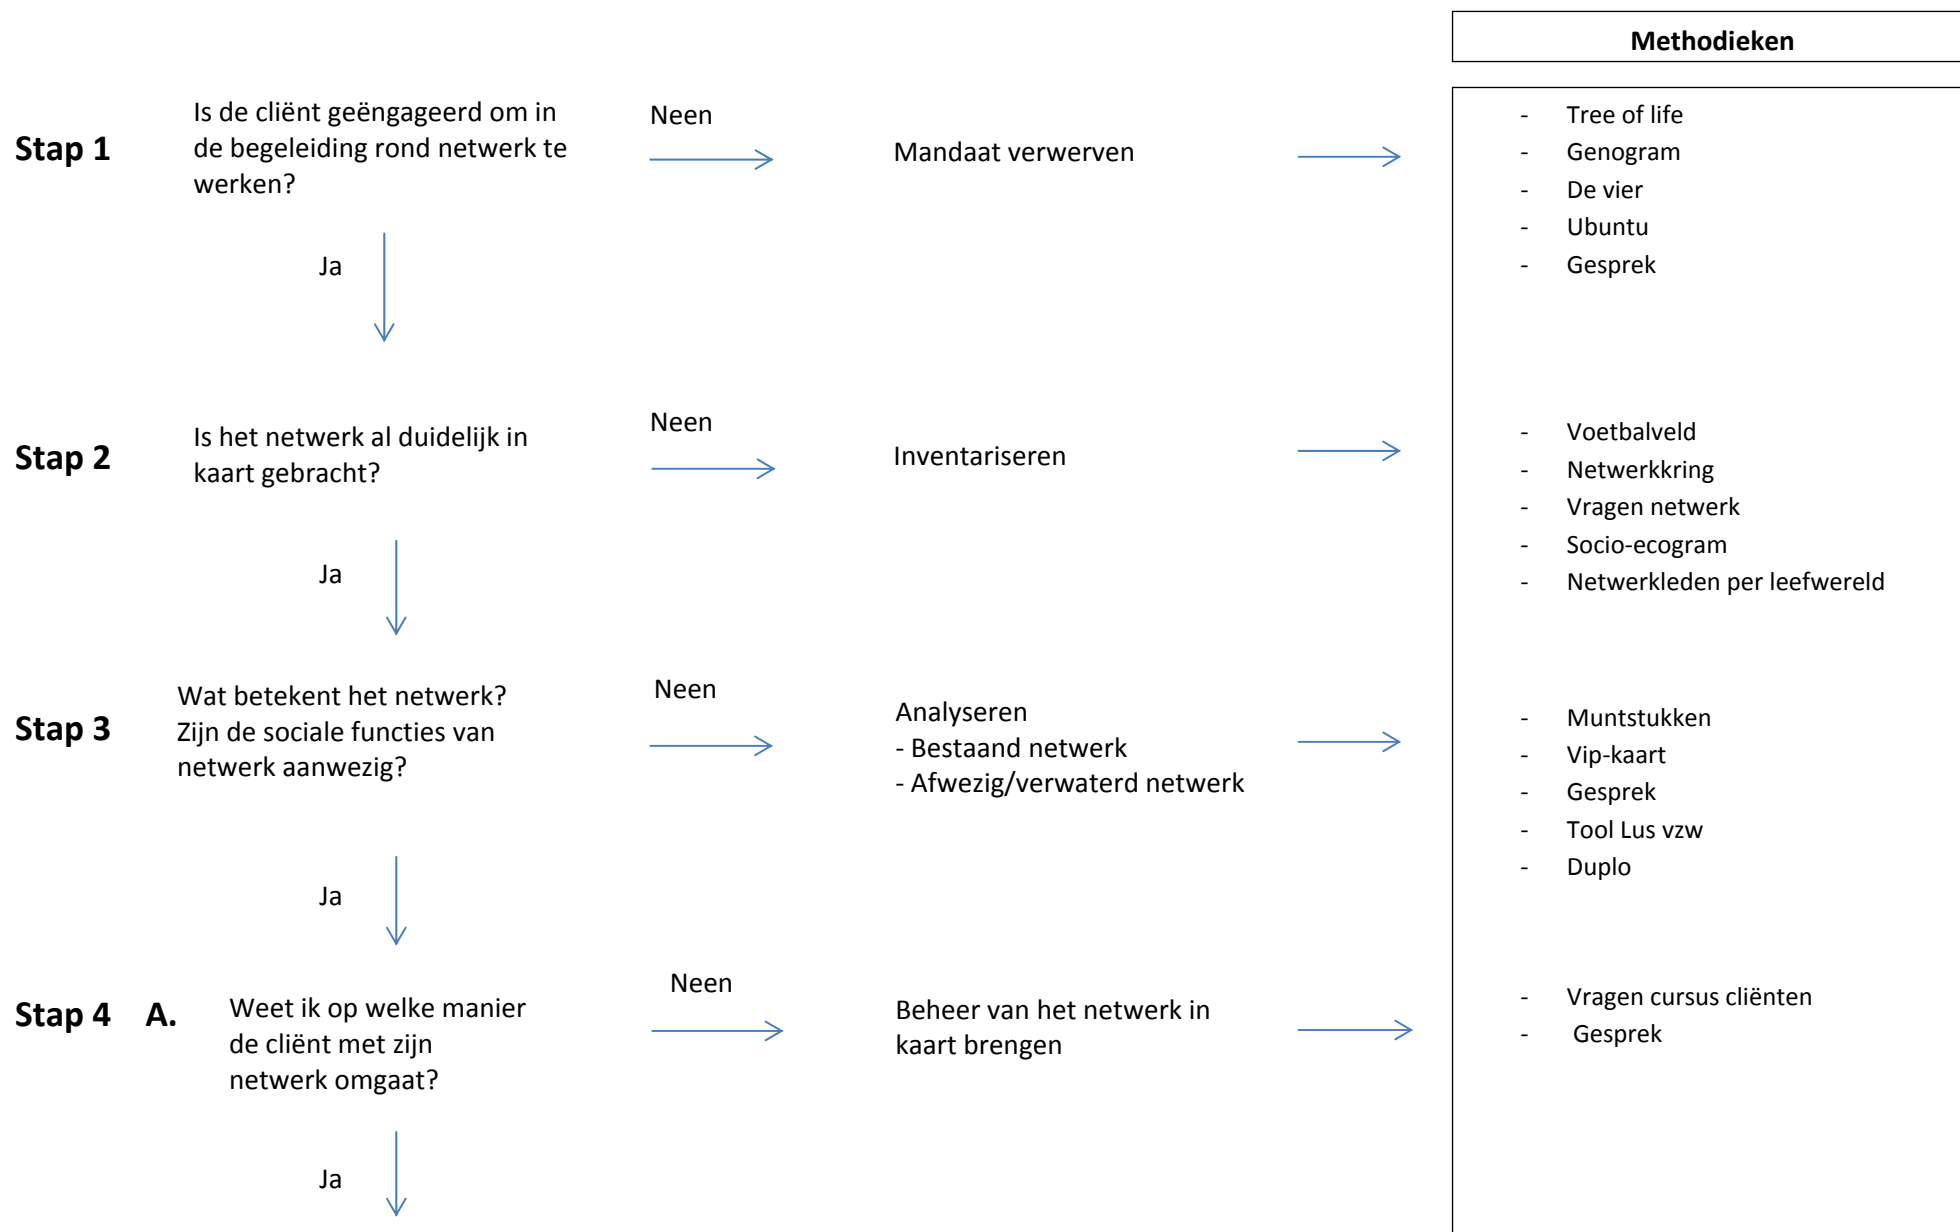 Methodieken
Stap 1
Is de cliënt geëngageerd om in
de begeleiding rond netwerk te
werken?
Neen
Mandaat verwerven
- Tree of life
- Genogram
- De vier
- Ubuntu
- Gesprek
Ja
Stap 2
Is het netwerk al duidelijk in
kaart gebracht?
Neen
Inventariseren
- Voetbalveld
- Netwerkkring
- Vragen netwerk
- Socio-ecogram
- Netwerkleden per leefwereld
Ja
Stap 3
Wat betekent het netwerk?
Zijn de sociale functies van
netwerk aanwezig?
Neen
Analyseren
- Bestaand netwerk
- Afwezig/verwaterd netwerk
- Muntstukken
- Vip-kaart
- Gesprek
- Tool Lus vzw
- Duplo
Ja
Stap 4 A.
Weet ik op welke manier
de cliënt met zijn
netwerk omgaat?
Neen
Beheer van het netwerk in
kaart brengen
- Vragen cursus cliënten
- Gesprek
Ja